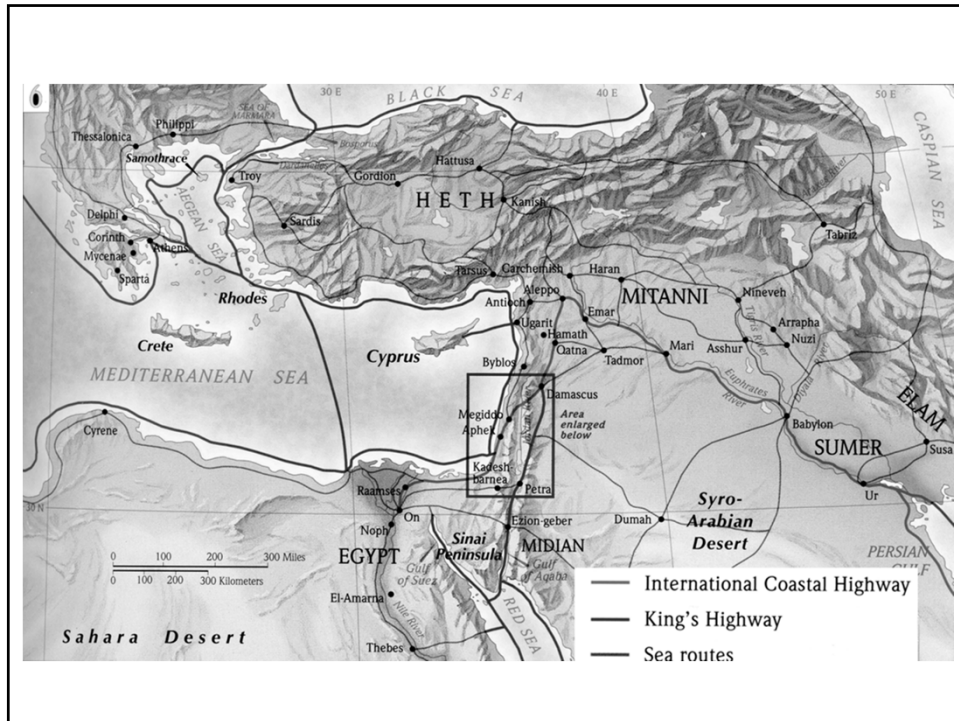 6
30 E
BLACK SEA
40 E
50 E
CASPIAN
SEA
SEA OF
MARMARA
Philippi
Thessalonica
Samothrace
Bosporus
Dardanelles
Troy
Gordion
Hattusa
HETH
Kanish
AEGEAN SEA
Delphi
Sardis
Corinth
Athens
Mycenae
Sparta
Tabriz
Tarsus
Carchemish
Haran
Rhodes
Antioch
Aleppo
MITANNI
Nineveh
Ugarit
Emar
Tigris River
Arrapha
Crete
Hamath
Nuzi
Cyprus
Qatna
Mari
Asshur
MEDITERRANEAN SEA
Byblos
Tadmor
Diyala
Euphrates
River
ELAM
Damascus
Cyrene
Megiddo
Area
enlarged
below
Aphek
Babylon
SUMER
Susa
Kadesh-
barnea
Raamses
Petra
Ur
30 N
On
Syro-
Arabian
Desert
Noph
Ezion-geber
Dumah
Sinai
Peninsula
MIDIAN
EGYPT
Gulf
of Suez
Gulf
of Aqaba
PERSIAN
GULF
0 100 200 300 Miles
0 100 200 300 Kilometers
El-Amarna
Nile River
RED SEA
Sahara Desert
Thebes
International Coastal Highway
King's Highway
Sea routes